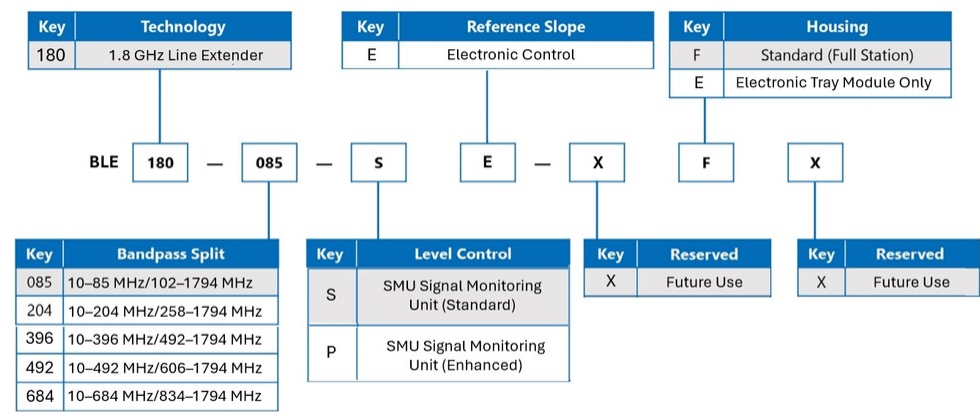 Key Technology
180 1.8 GHz Line Extender
Key Reference Slope
E Electronic Control
Key Housing
F Standard (Full Station)
E Electronic Tray Module Only
BLE 180 — 085 — S E — X F X
Key Bandpass Split
085 10–85 MHz/102–1794 MHz
204 10–204 MHz/258–1794 MHz
396 10–396 MHz/492–1794 MHz
492 10–492 MHz/606–1794 MHz
684 10–684 MHz/834–1794 MHz
Key Level Control
S SMU Signal Monitoring
Unit (Standard)
P SMU Signal Monitoring
Unit (Enhanced)
Key Reserved
X Future Use
Key Reserved
X Future Use